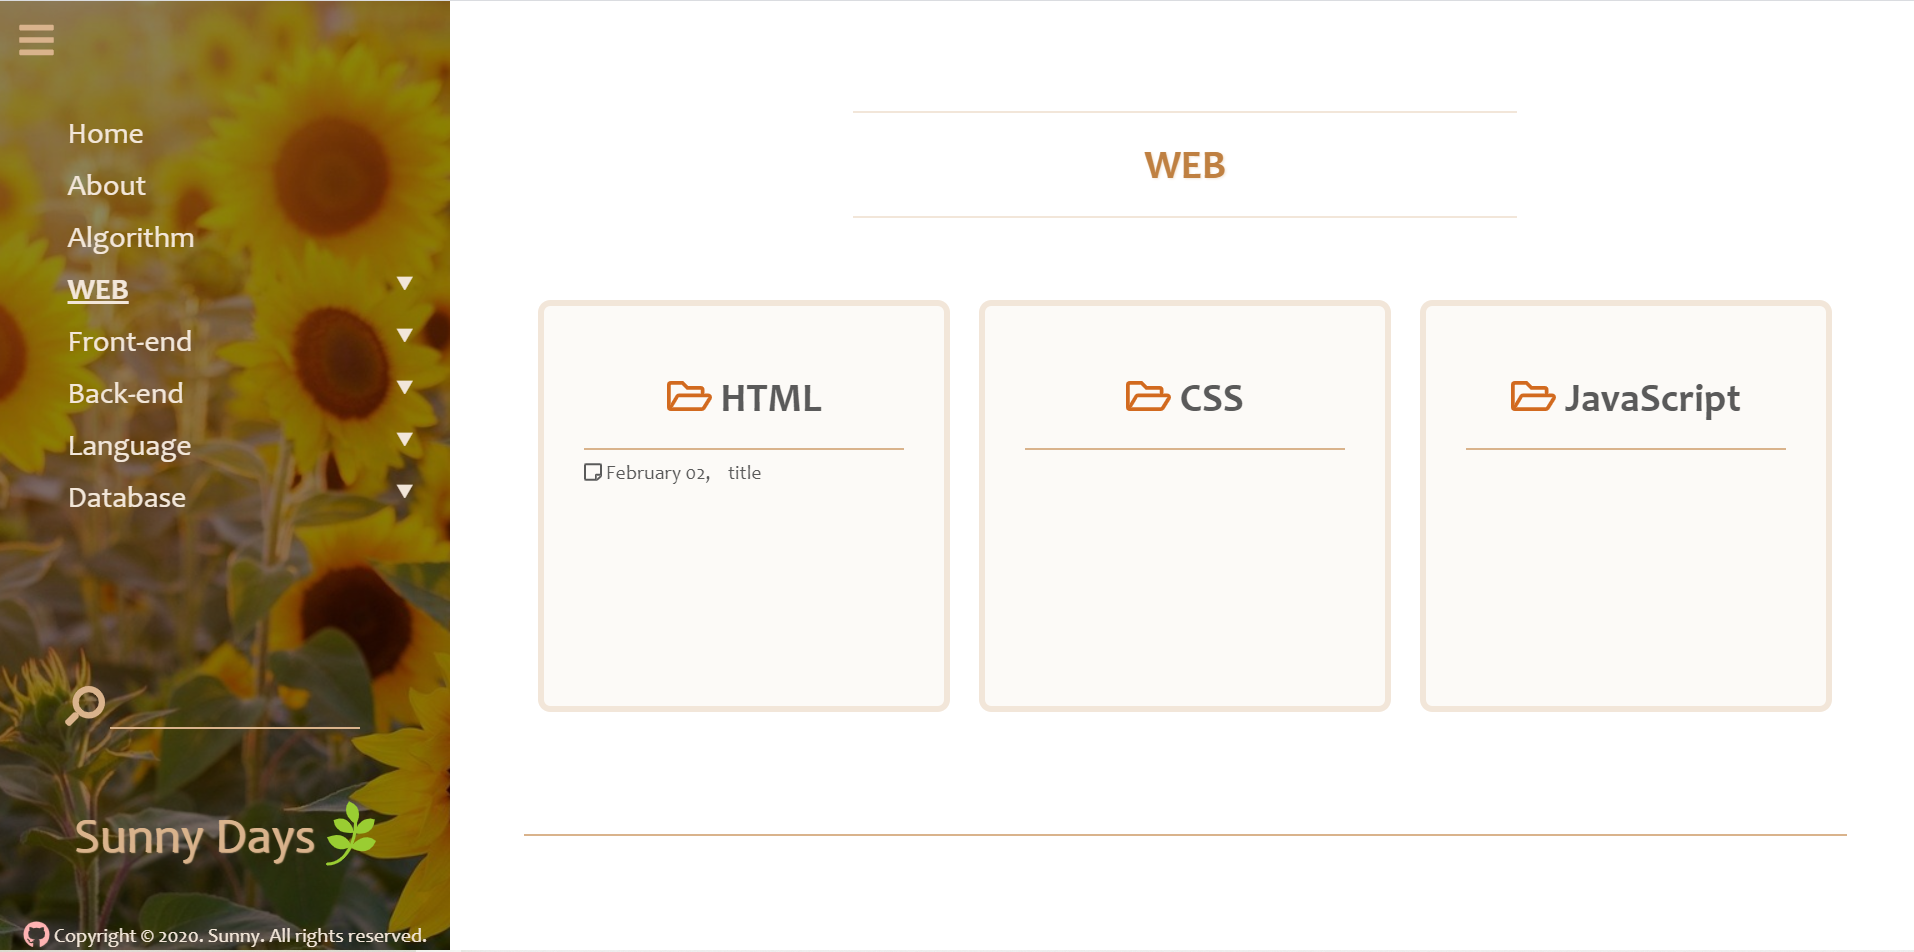 Home
About
Algorithm
WEB ▼
Front-end ▼
Back-end ▼
Language ▼
Database ▼
Sunny Days
Copyright © 2020. Sunny. All rights reserved.
WEB
HTML
February 02, title
CSS
JavaScript